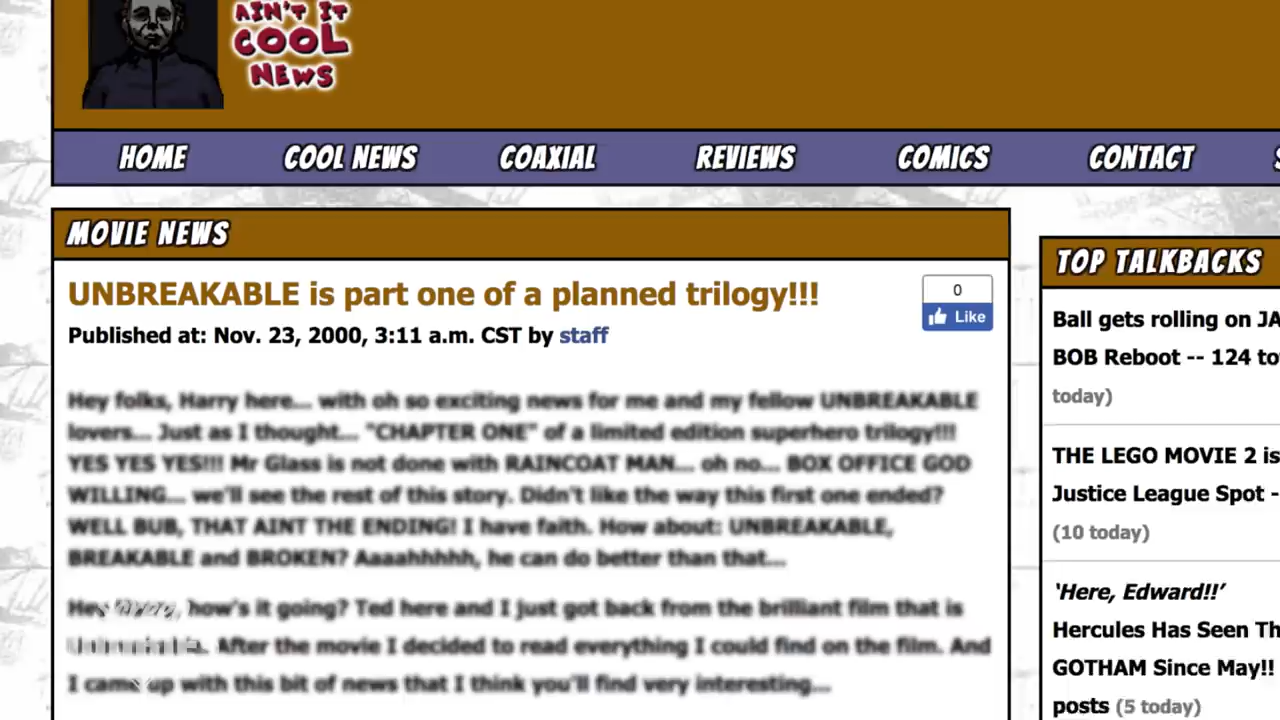 AIN'T IT
COOL
NEWS
HOME
COOL NEWS
COAXIAL
REVIEWS
COMICS
CONTACT
MOVIE NEWS
UNBREAKABLE is part one of a planned trilogy!!!
0
Like
Published at: Nov. 23, 2000, 3:11 a.m. CST by staff
Hey folks, Harry here... with oh so exciting news for me and my fellow UNBREAKABLE
lovers... Just as I thought... "CHAPTER ONE" of a limited edition superhero trilogy!!!
YES YES YES!!! Mr Glass is not done with RAINCOAT MAN... oh no... BOX OFFICE GOD
WILLING... we'll see the rest of this story. Didn't like the way this first one ended?
WELL BUB, THAT AINT THE ENDING! I have faith. How about: UNBREAKABLE,
BREAKABLE and BROKEN? Aaaahhhhh, he can do better than that...
how's it going? Ted here and I just got back from the brilliant film that is
After the movie I decided to read everything I could find on the film. And
I came up with this bit of news that I think you'll find very interesting...
TOP TALKBACKS
Ball gets rolling on
BOB Reboot -- 124
today)
THE LEGO MOVIE 2
Justice League Spot -
(10 today)
‘Here, Edward!!’
Hercules Has Seen
GOTHAM Since May!!
posts (5 today)